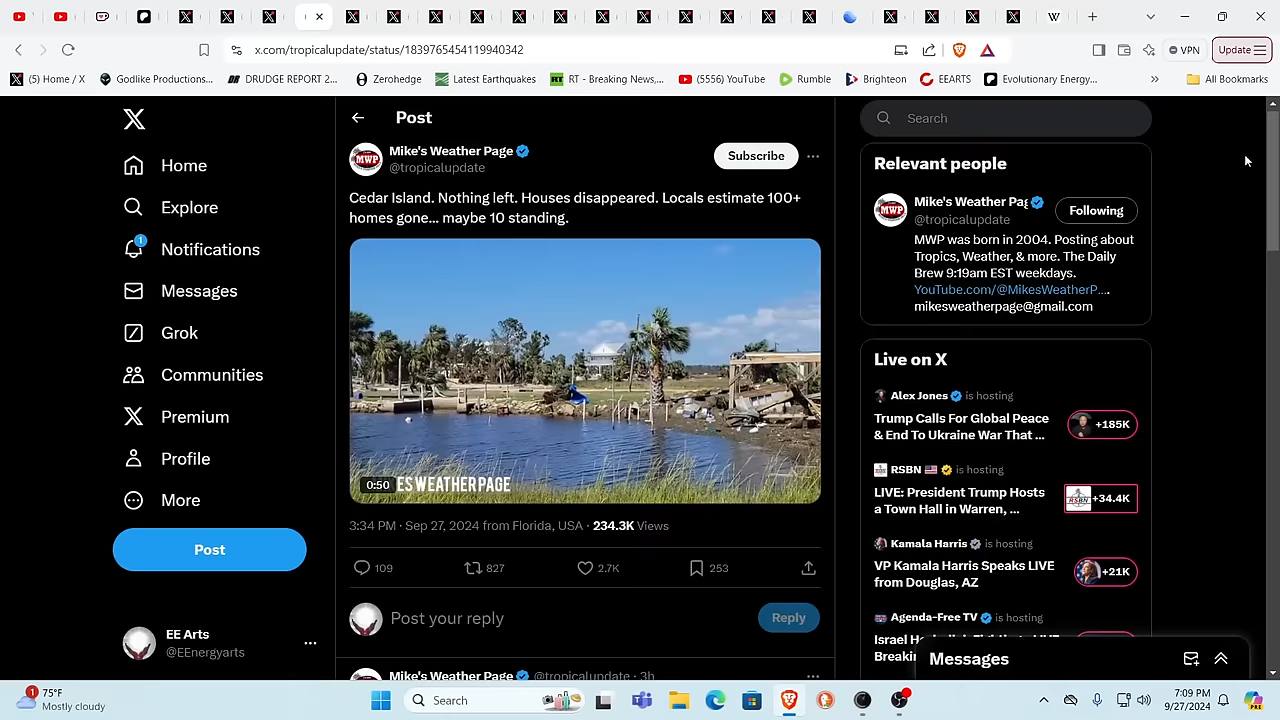 x.com/tropicalupdate/status/1839765454119940342
VPN
Update
(5) Home / X
Godlike Productions...
DRUDGE REPORT 2...
Zerohedge
Latest Earthquakes
RT - Breaking News,...
(5556) YouTube
Rumble
Brighteon
EEARTS
Evolutionary Energy...
All Bookmarks
Home
Explore
1
Notifications
Messages
Grok
Communities
Premium
Profile
More
Post
EE Arts
@EEnergyarts
Post
MWP
Mike's Weather Page
@tropicalupdate
Subscribe
Cedar Island. Nothing left. Houses disappeared. Locals estimate 100+
homes gone... maybe 10 standing.
0:50
ES WEATHER PAGE
3:34 PM · Sep 27, 2024 from Florida, USA · 234.3K Views
109
827
2.7K
253
Post your reply
Reply
Mike's Weather Page @tropicalupdate · 3h
Search
Relevant people
MWP
Mike's Weather Pag
@tropicalupdate
Following
MWP was born in 2004. Posting about
Tropics, Weather, & more. The Daily
Brew 9:19am EST weekdays.
YouTube.com/@MikesWeatherP...
mikesweatherpage@gmail.com
Live on X
Alex Jones is hosting
Trump Calls For Global Peace
& End To Ukraine War That ...
+185K
RSBN is hosting
LIVE: President Trump Hosts
a Town Hall in Warren, ...
+34.4K
Kamala Harris is hosting
VP Kamala Harris Speaks LIVE
from Douglas, AZ
+21K
Agenda-Free TV is hosting
Messages
1
75°F
Mostly cloudy
Search
7:09 PM
9/27/2024
PRE